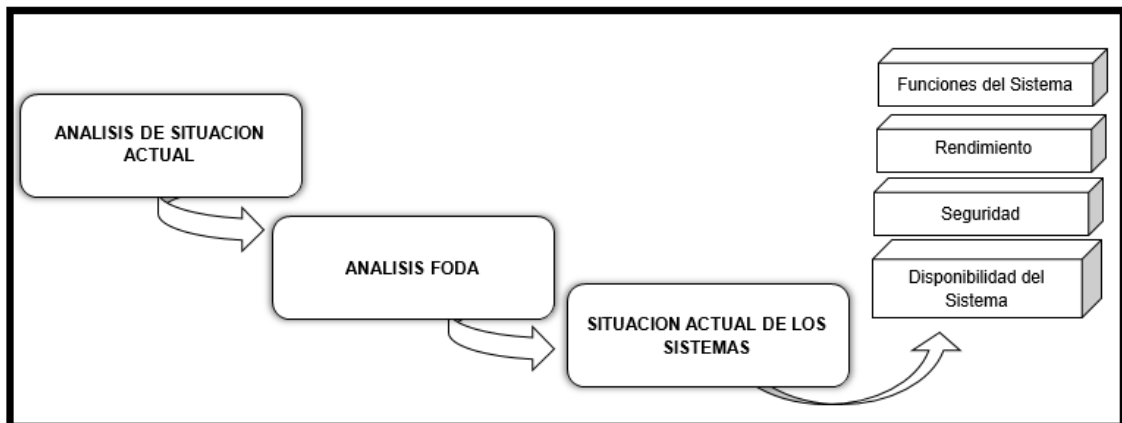 ANALISIS DE SITUACION
ACTUAL
ANALISIS FODA
SITUACION ACTUAL DE LOS
SISTEMAS
Funciones del Sistema
Rendimiento
Seguridad
Disponibilidad del
Sistema